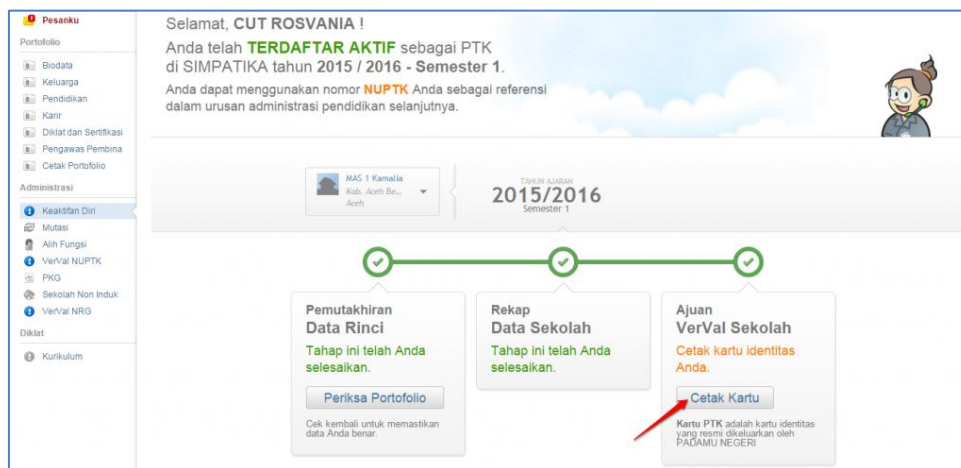 Pesanku
Portofolio
Biodata
Keluarga
Pendidikan
Karir
Diklat dan Sertifikasi
Pengawas Pembina
Cetak Portofolio
Administrasi
Keaktifan Diri
Mutasi
Alih Fungsi
VerVal NUPTK
PKG
Sekolah Non Induk
VerVal NRG
Diklat
Kurikulum
Selamat, CUT ROSVANIA !
Anda telah TERDAFTAR AKTIF sebagai PTK
di SIMPATIKA tahun 2015 / 2016 - Semester 1.
Anda dapat menggunakan nomor NUPTK Anda sebagai referensi
dalam urusan administrasi pendidikan selanjutnya.
MAS 1 Kamalia
Kab. Aceh Be...
Aceh
TAHUN AJARAN
2015/2016
Semester 1
Pemutakhiran
Data Rinci
Tahap ini telah Anda
selesaikan.
Periksa Portofolio
Cek kembali untuk memastikan
data Anda benar.
Rekap
Data Sekolah
Tahap ini telah Anda
selesaikan.
Ajuan
VerVal Sekolah
Cetak kartu identitas
Anda.
Cetak Kartu
Kartu PTK adalah kartu identitas
yang resmi dikeluarkan oleh
PADAMU NEGERI